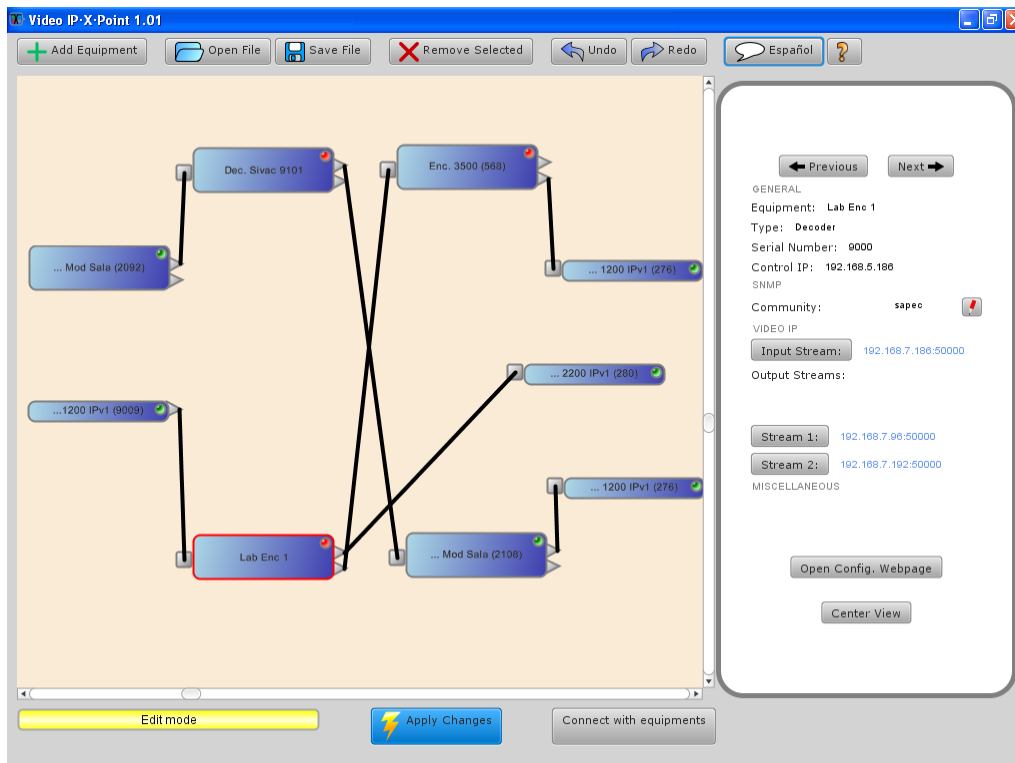 Video IP·X·Point 1.01
Add Equipment
Open File
Save File
Remove Selected
Undo
Redo
Español
?
Dec. Sivac 9101
Enc. 3500 (568)
... Mod Sala (2092)
... 1200 IPv1 (276)
... 2200 IPv1 (280)
...1200 IPv1 (9009)
... 1200 IPv1 (276)
Lab Enc 1
... Mod Sala (2108)
Previous Next
GENERAL
Equipment: Lab Enc 1
Type: Decoder
Serial Number: 9000
Control IP: 192.168.5.186
SNMP
Community: sapec
VIDEO IP
Input Stream: 192.168.7.186:50000
Output Streams:
Stream 1: 192.168.7.96:50000
Stream 2: 192.168.7.192:50000
MISCELLANEOUS
Open Config. Webpage
Center View
Edit mode
Apply Changes
Connect with equipments